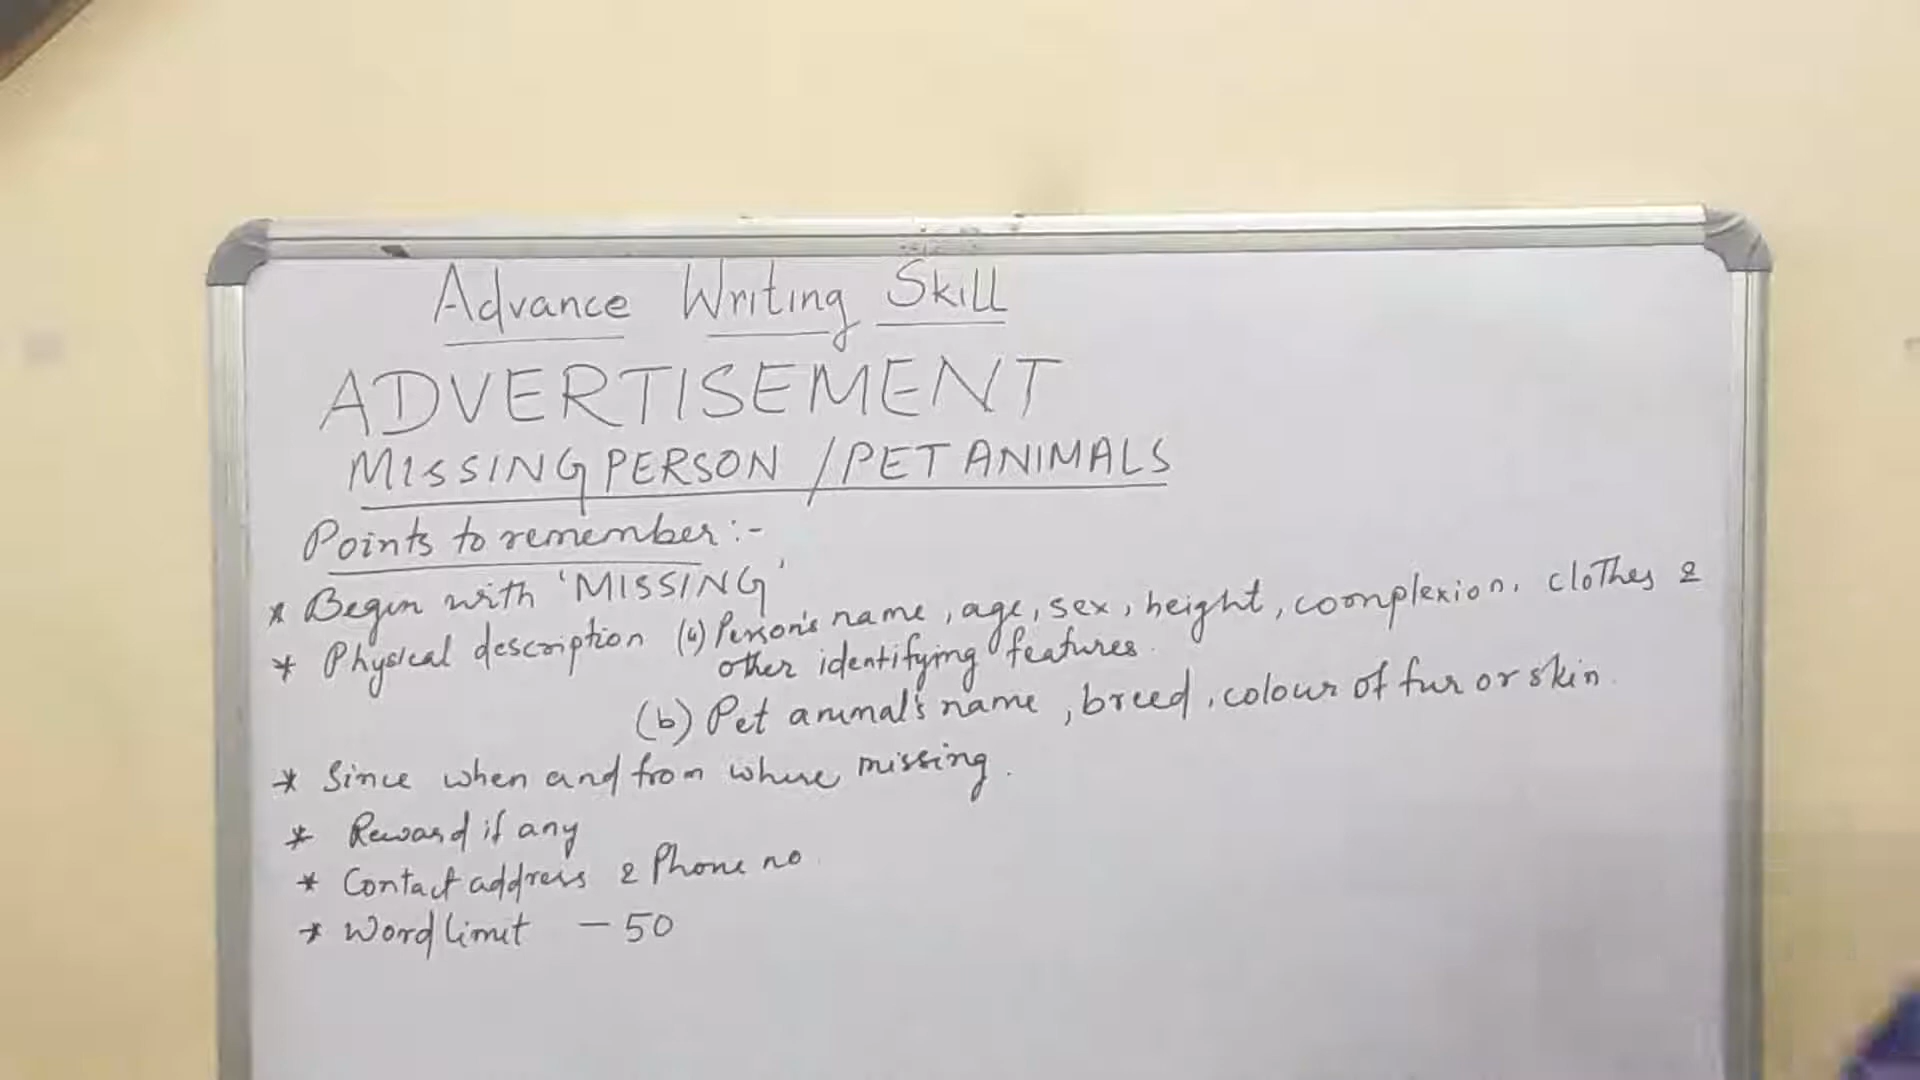 Advance Writing Skill
ADVERTISEMENT
MISSING PERSON / PET ANIMALS
Points to remember :-
* Begin with 'MISSING'
* Physical description (a) Person's name, age, sex, height, complexion, clothes &
other identifying features.
(b) Pet animal's name, breed, colour of fur or skin.
* Since when and from where missing.
* Reward if any
* Contact address & Phone no.
* Word limit - 50